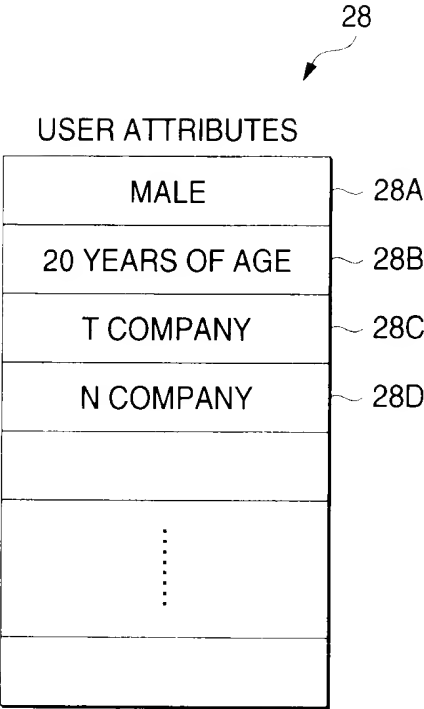 28
USER ATTRIBUTES
MALE 28A
20 YEARS OF AGE 28B
T COMPANY 28C
N COMPANY 28D